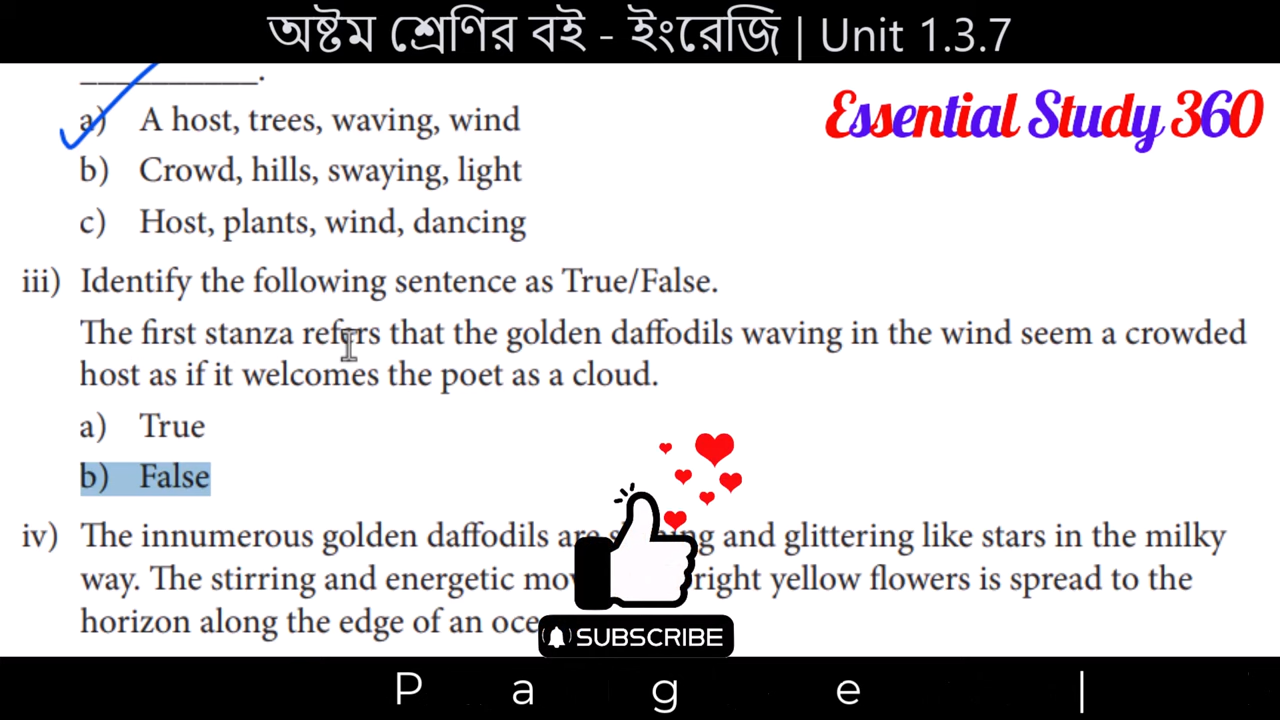 অষ্টম শ্রেণির বই - ইংরেজি | Unit 1.3.7
__________.
Essential Study 360
a) A host, trees, waving, wind
b) Crowd, hills, swaying, light
c) Host, plants, wind, dancing
iii) Identify the following sentence as True/False.
The first stanza refers that the golden daffodils waving in the wind seem a crowded
host as if it welcomes the poet as a cloud.
a) True
b) False
iv) The innumerous golden daffodils are and glittering like stars in the milky
way. The stirring and energetic yellow flowers is spread to the
horizon along the edge of an
SUBSCRIBE
P a g e |